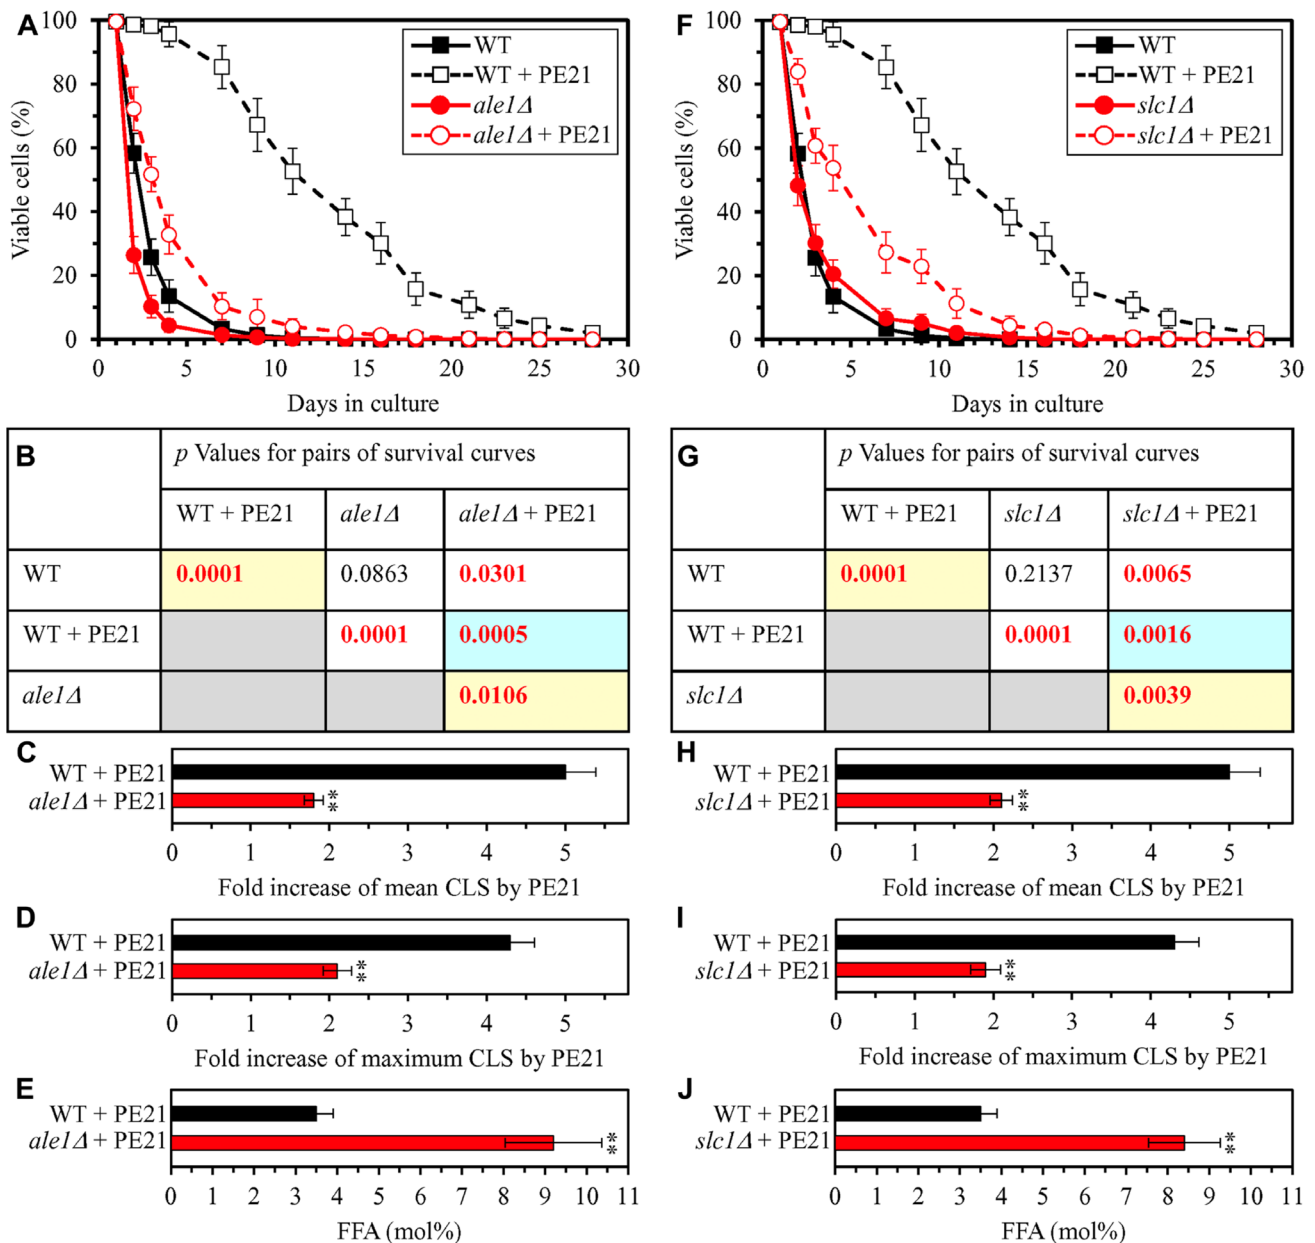 A
Viable cells (%)
100
80
60
40
20
0
WT
WT + PE21
ale1Δ
ale1Δ + PE21
0 5 10 15 20 25 30
Days in culture
F
Viable cells (%)
100
80
60
40
20
0
WT
WT + PE21
slc1Δ
slc1Δ + PE21
0 5 10 15 20 25 30
Days in culture
B
p Values for pairs of survival curves
WT + PE21 ale1Δ ale1Δ + PE21
WT 0.0001 0.0863 0.0301
WT + PE21 0.0001 0.0005
ale1Δ 0.0106
G
p Values for pairs of survival curves
WT + PE21 slc1Δ slc1Δ + PE21
WT 0.0001 0.2137 0.0065
WT + PE21 0.0001 0.0016
slc1Δ 0.0039
C
WT + PE21
ale1Δ + PE21 **
0 1 2 3 4 5
Fold increase of mean CLS by PE21
H
WT + PE21
slc1Δ + PE21 **
0 1 2 3 4 5
Fold increase of mean CLS by PE21
D
WT + PE21
ale1Δ + PE21 **
0 1 2 3 4 5
Fold increase of maximum CLS by PE21
I
WT + PE21
slc1Δ + PE21 **
0 1 2 3 4 5
Fold increase of maximum CLS by PE21
E
WT + PE21
ale1Δ + PE21 **
0 1 2 3 4 5 6 7 8 9 10 11
FFA (mol%)
J
WT + PE21
slc1Δ + PE21 **
0 1 2 3 4 5 6 7 8 9 10 11
FFA (mol%)